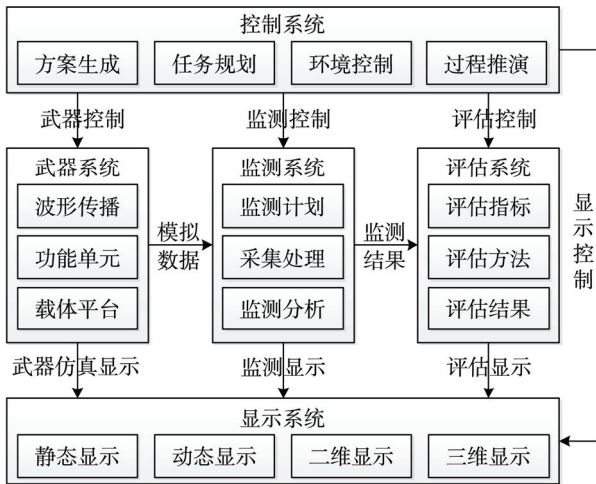 控制系统
方案生成
任务规划
环境控制
过程推演
武器控制
监测控制
评估控制
武器系统
波形传播
功能单元
载体平台
模拟
数据
监测系统
监测计划
采集处理
监测分析
监测
结果
评估系统
评估指标
评估方法
评估结果
显示控制
武器仿真显示
监测显示
评估显示
显示系统
静态显示
动态显示
二维显示
三维显示